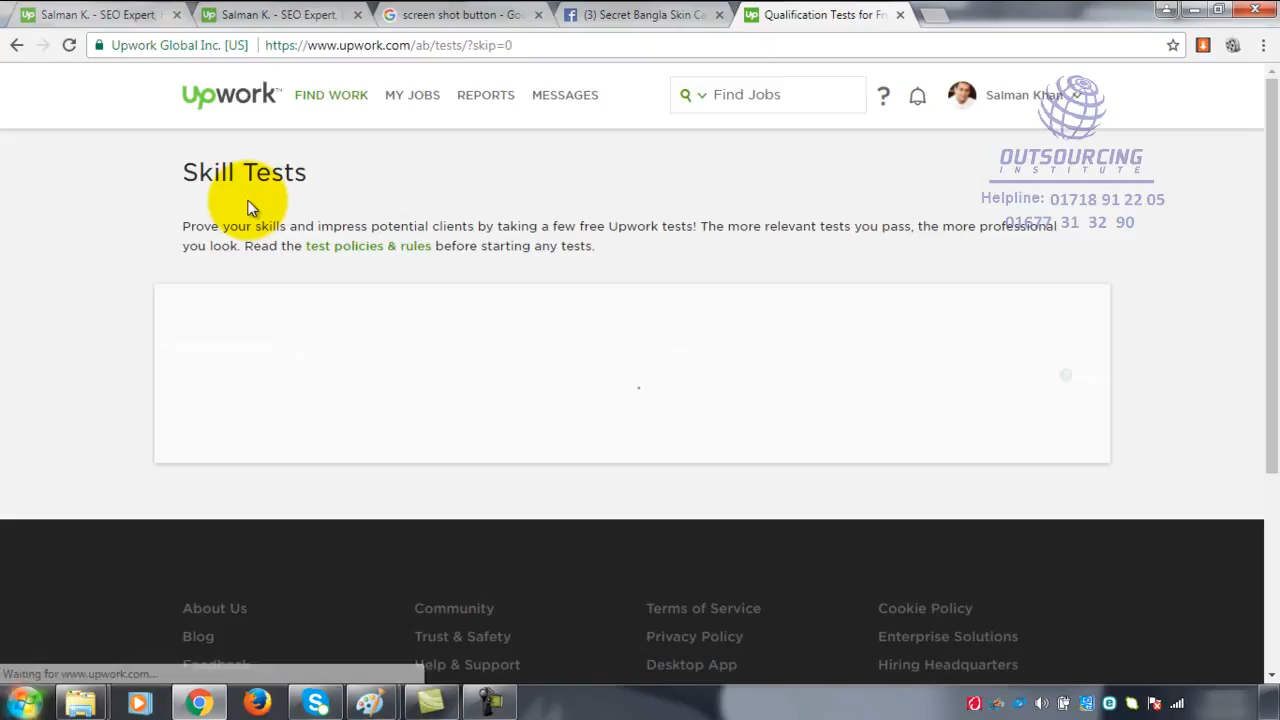 Salman K. - SEO Expert,
Salman K. - SEO Expert,
screen shot button - Go
(3) Secret Bangla Skin Ca
Qualification Tests for Fr
Upwork Global Inc. [US]
https://www.upwork.com/ab/tests/?skip=0
Upwork
FIND WORK
MY JOBS
REPORTS
MESSAGES
Find Jobs
?
Salman Khan
OUTSOURCING
INSTITUTE
Helpline: 01718 91 22 05
01677 31 32 90
Skill Tests
Prove your skills and impress potential clients by taking a few free Upwork tests! The more relevant tests you pass, the more professional
you look. Read the test policies & rules before starting any tests.
About Us
Community
Terms of Service
Cookie Policy
Blog
Trust & Safety
Privacy Policy
Enterprise Solutions
Feedback
Help & Support
Desktop App
Hiring Headquarters
Waiting for www.upwork.com...